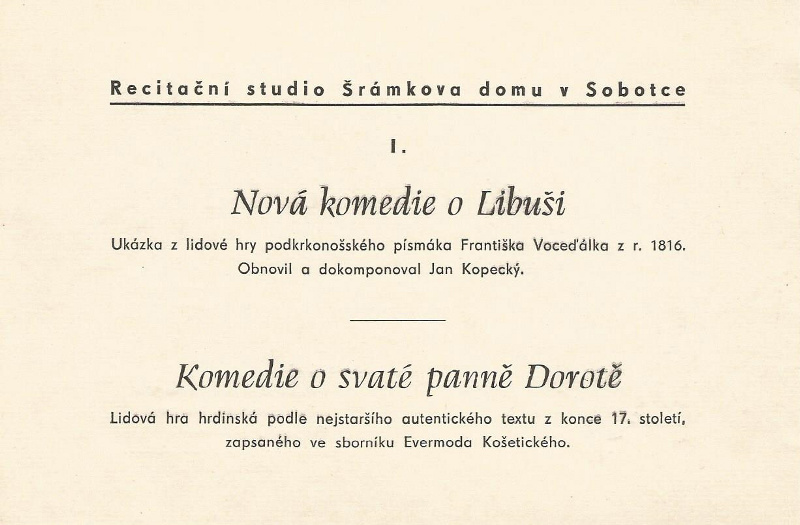 Recitační studio Šrámkova domu v Sobotce
I.
Nová komedie o Libuši
Ukázka z lidové hry podkrkonošského písmáka Františka Voceďálka z r. 1816.
Obnovil a dokomponoval Jan Kopecký.
Komedie o svaté panně Dorotě
Lidová hra hrdinská podle nejstaršího autentického textu z konce 17. století,
zapsaného ve sborníku Evermoda Košetického.